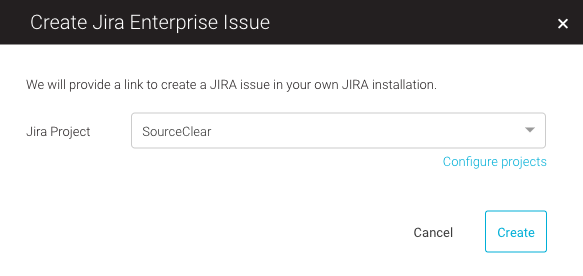 Create Jira Enterprise Issue
We will provide a link to create a JIRA issue in your own JIRA installation.
Jira Project
SourceClear
Configure projects
Cancel
Create